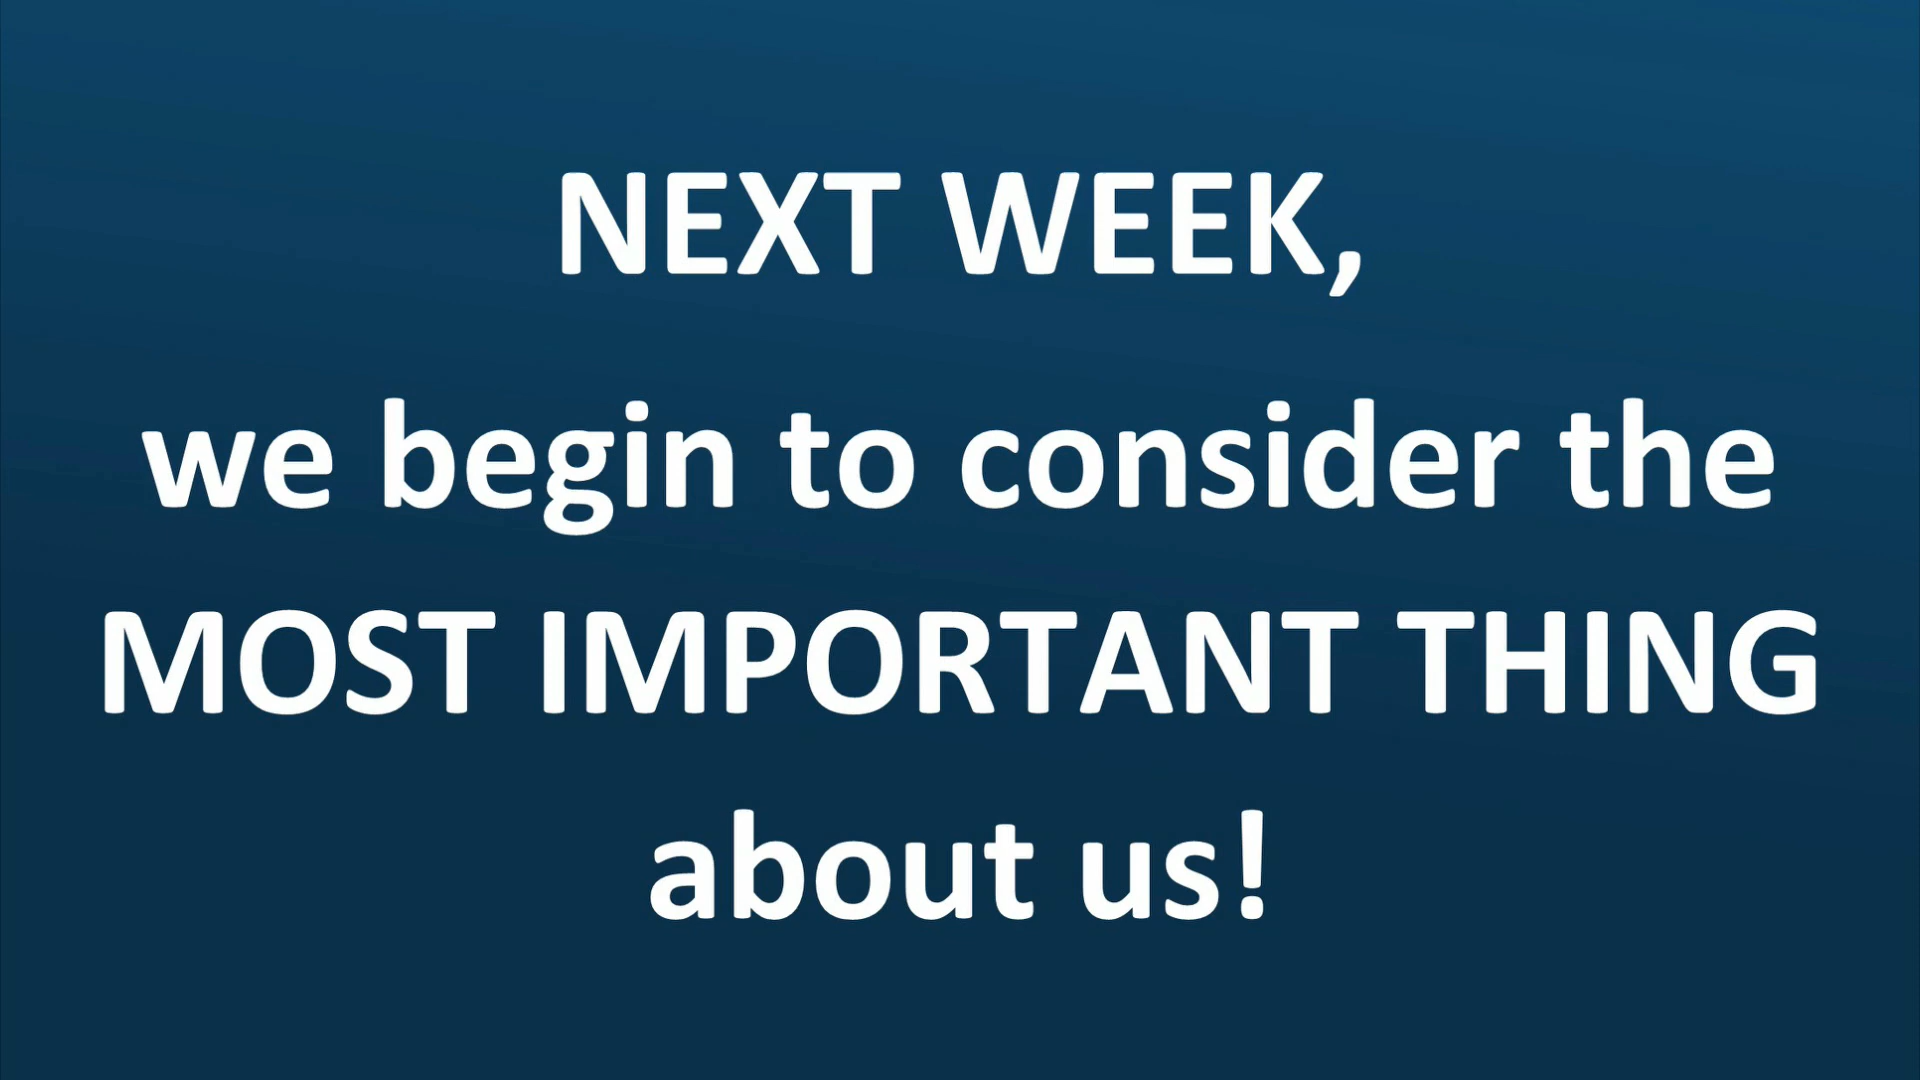 NEXT WEEK,
we begin to consider the
MOST IMPORTANT THING
about us!